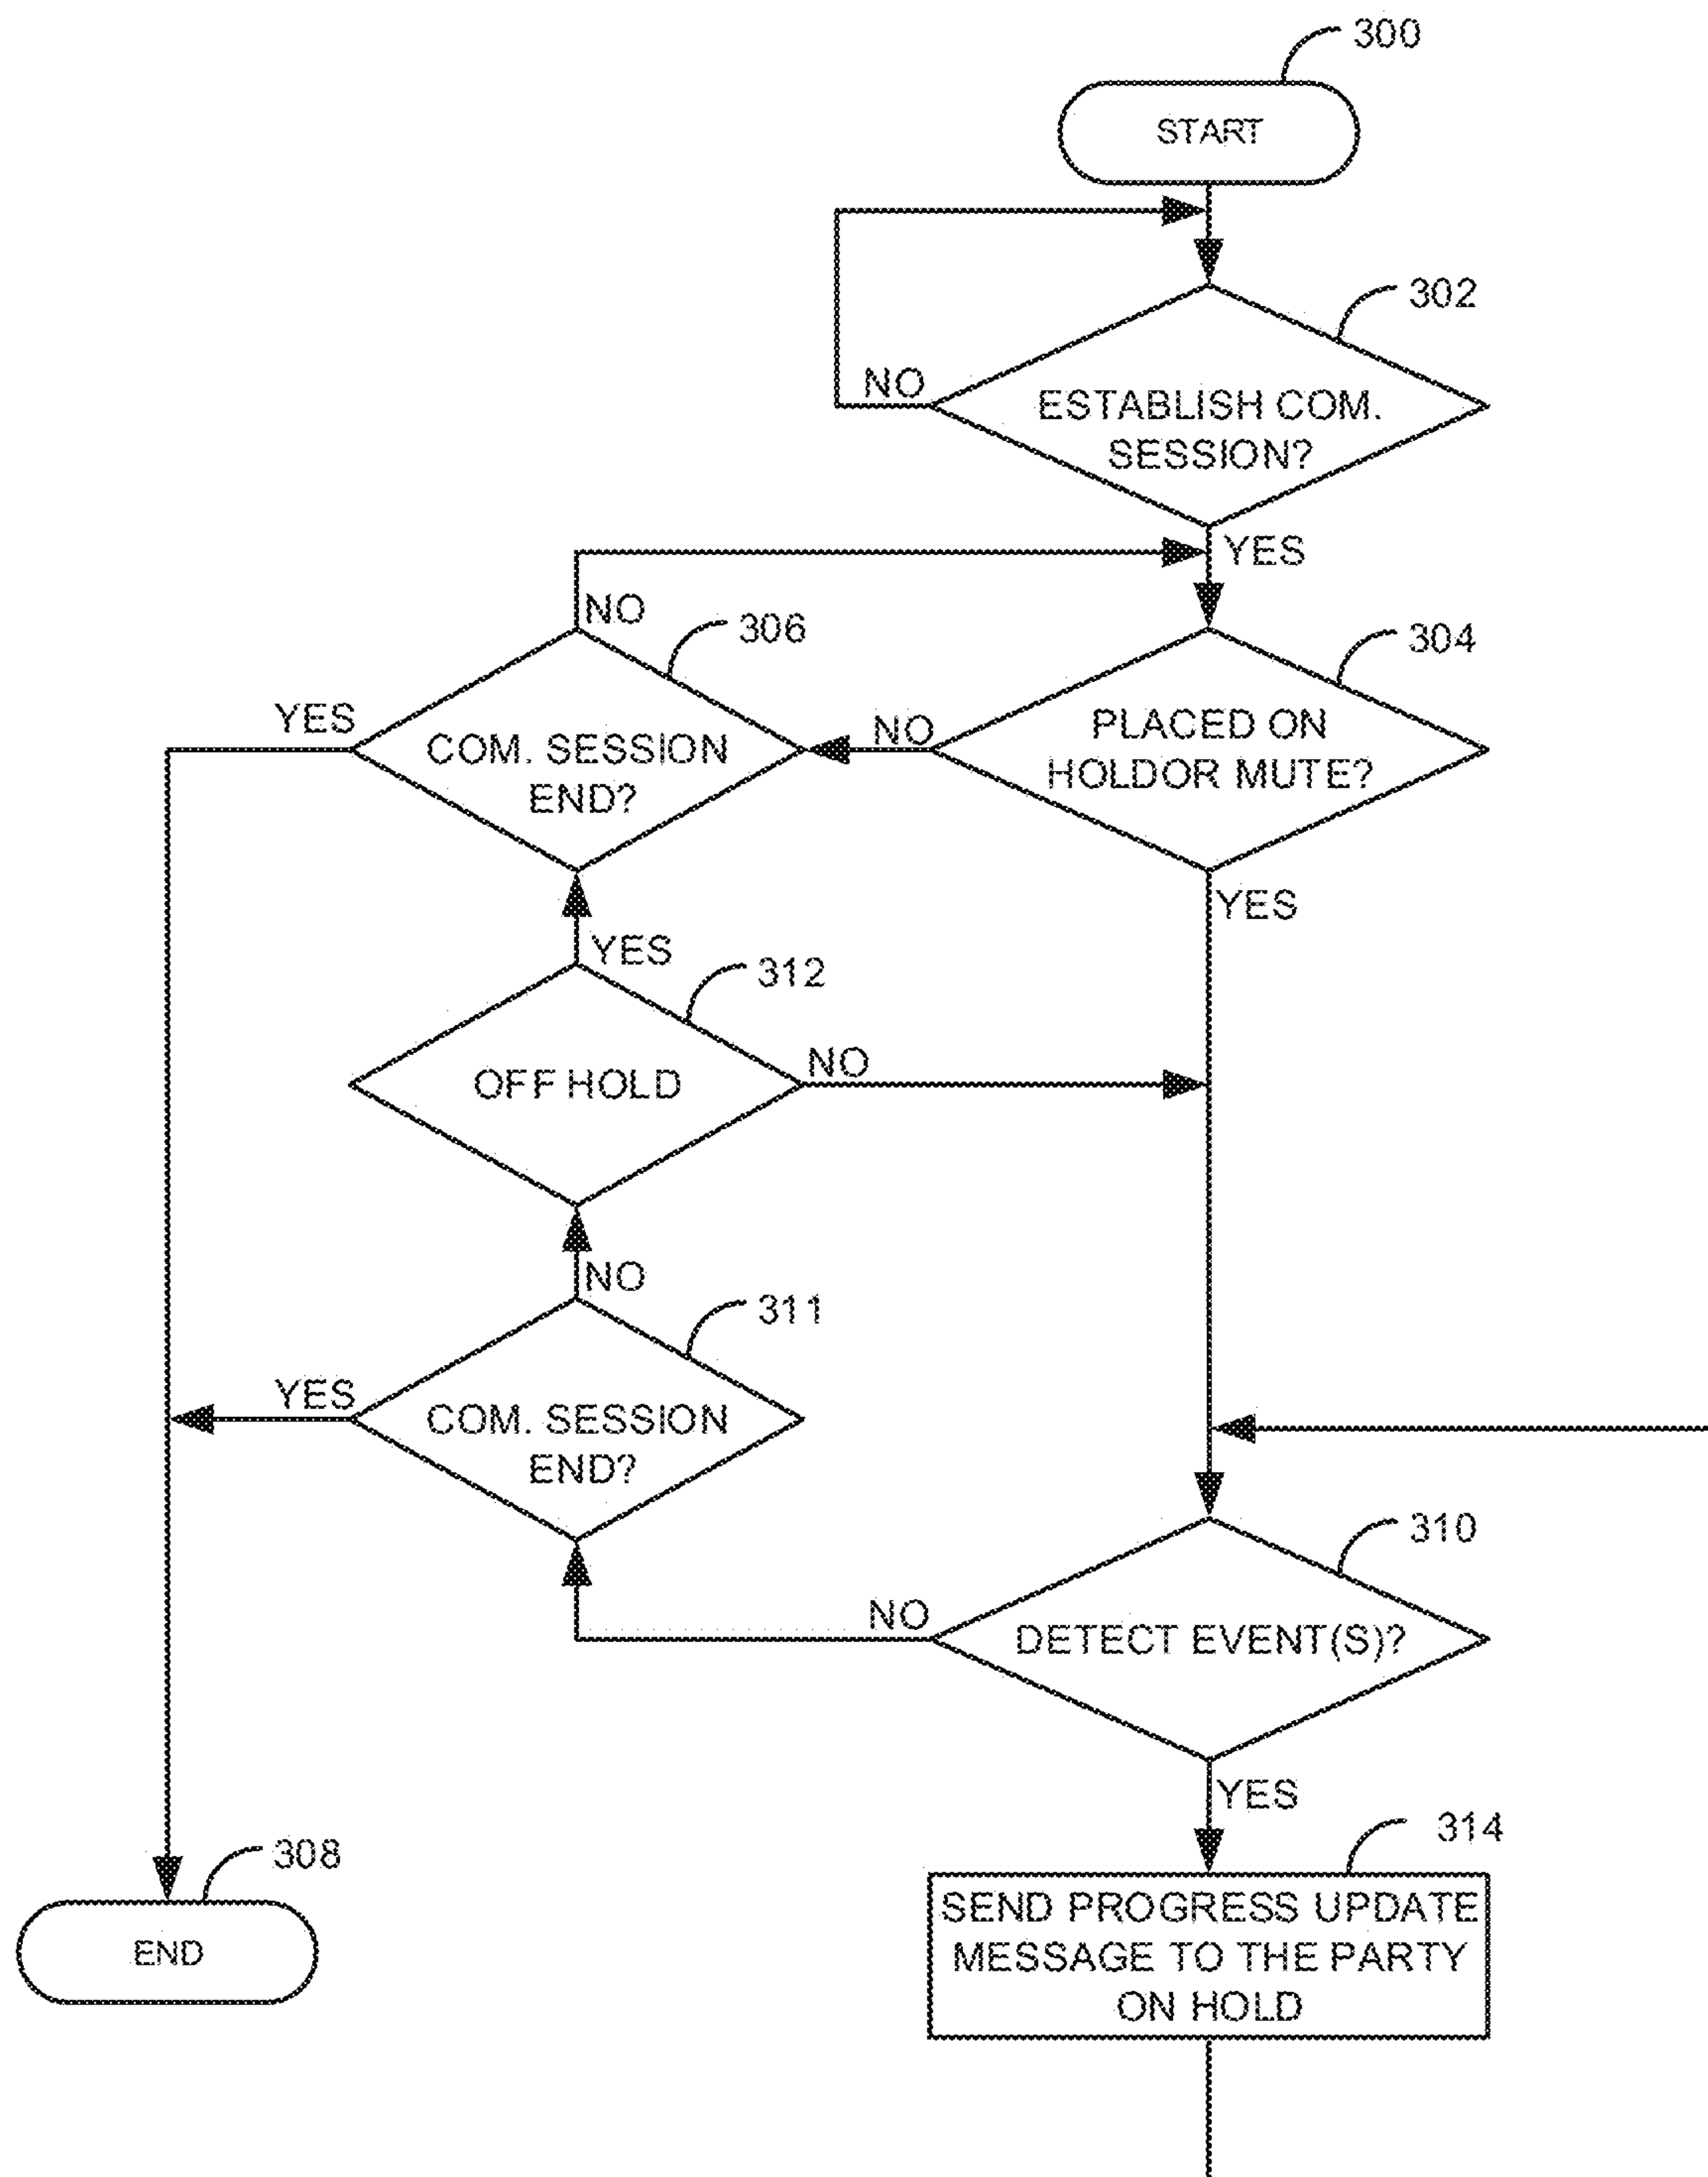 300
START
302
NO
ESTABLISH COM.
SESSION?
YES
NO
306
304
YES
COM. SESSION
END?
NO
PLACED ON
HOLDOR MUTE?
YES
YES
312
OFF HOLD
NO
NO
311
YES
COM. SESSION
END?
310
NO
DETECT EVENT(S)?
YES
314
308
END
SEND PROGRESS UPDATE
MESSAGE TO THE PARTY
ON HOLD